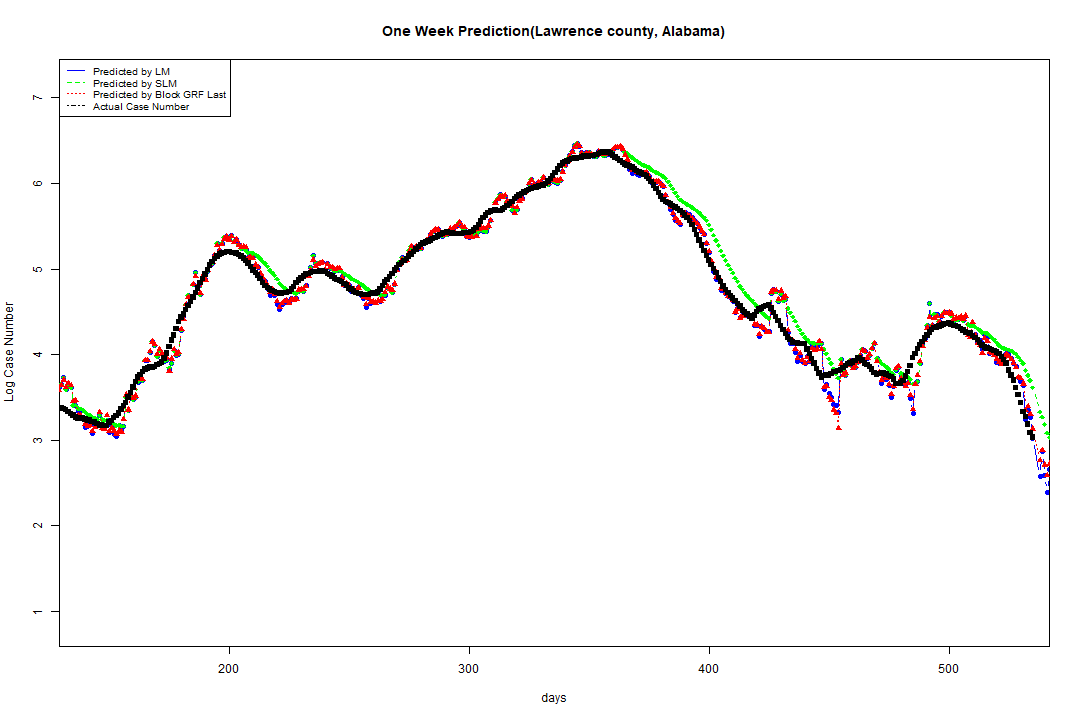 One Week Prediction(Lawrence county, Alabama)
Predicted by LM
Predicted by SLM
Predicted by Block GRF Last
Actual Case Number
7
6
5
4
3
2
1
Log Case Number
200
300
400
500
days